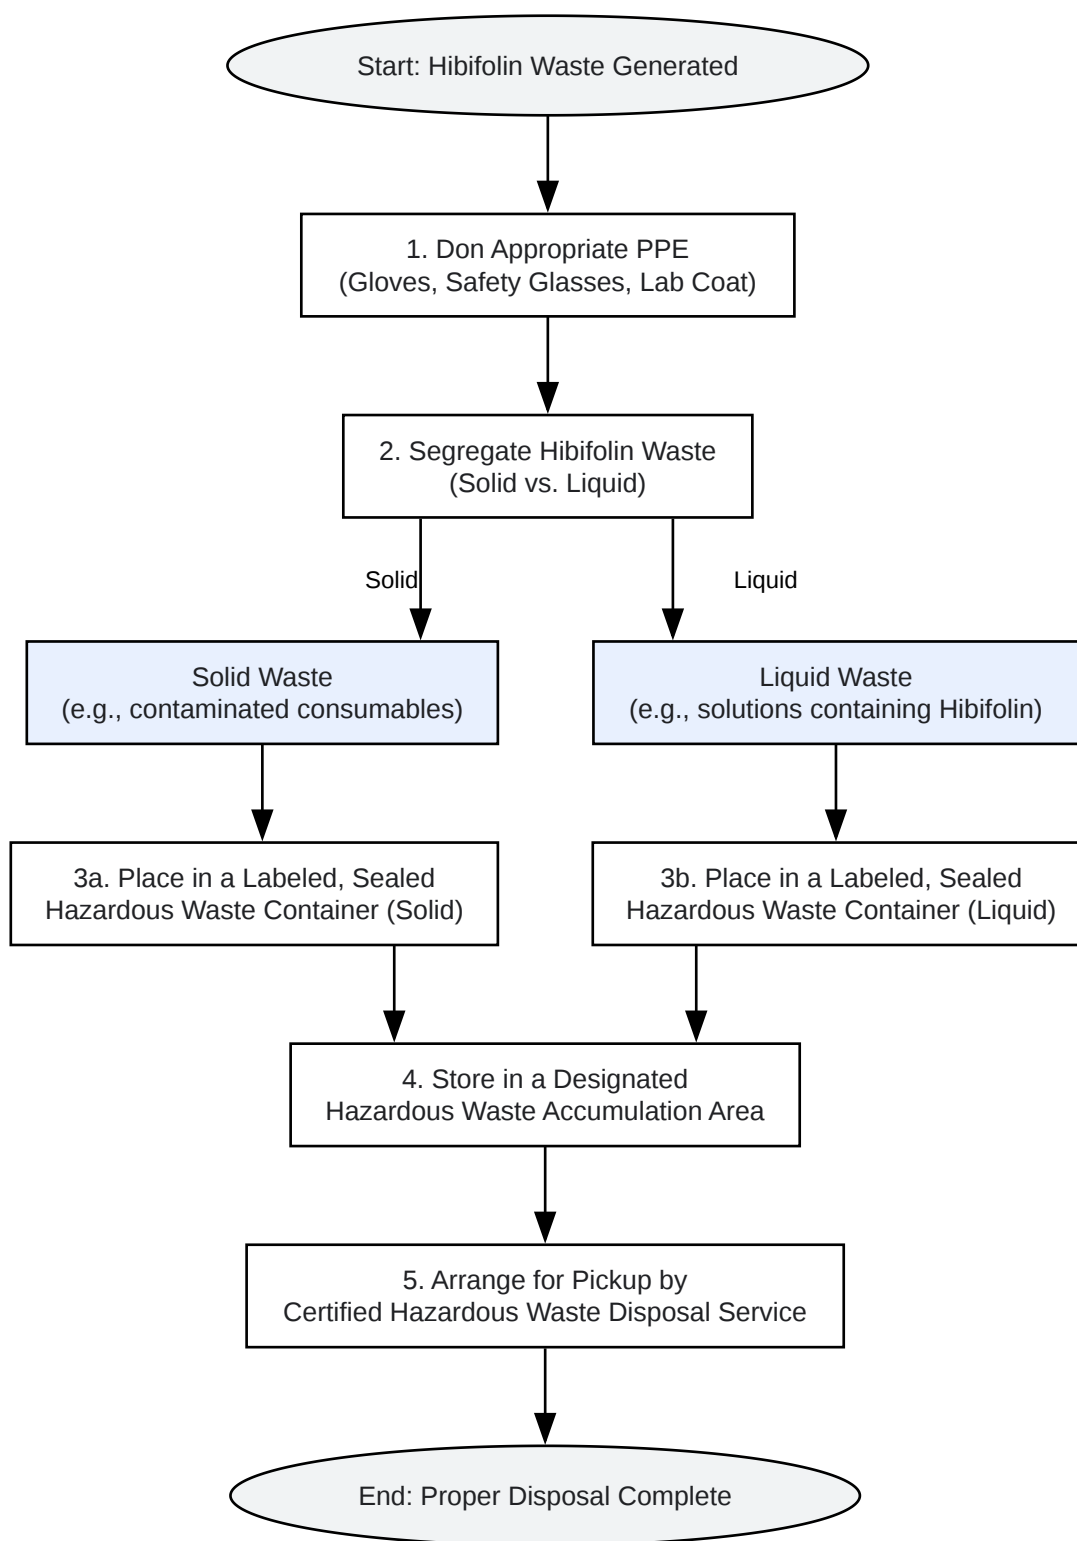 Start: Hibifolin Waste Generated
1. Don Appropriate PPE
(Gloves, Safety Glasses, Lab Coat)
2. Segregate Hibifolin Waste
(Solid vs. Liquid)
Solid
Liquid
Solid Waste
(e.g., contaminated consumables)
Liquid Waste
(e.g., solutions containing Hibifolin)
3a. Place in a Labeled, Sealed
Hazardous Waste Container (Solid)
3b. Place in a Labeled, Sealed
Hazardous Waste Container (Liquid)
4. Store in a Designated
Hazardous Waste Accumulation Area
5. Arrange for Pickup by
Certified Hazardous Waste Disposal Service
End: Proper Disposal Complete